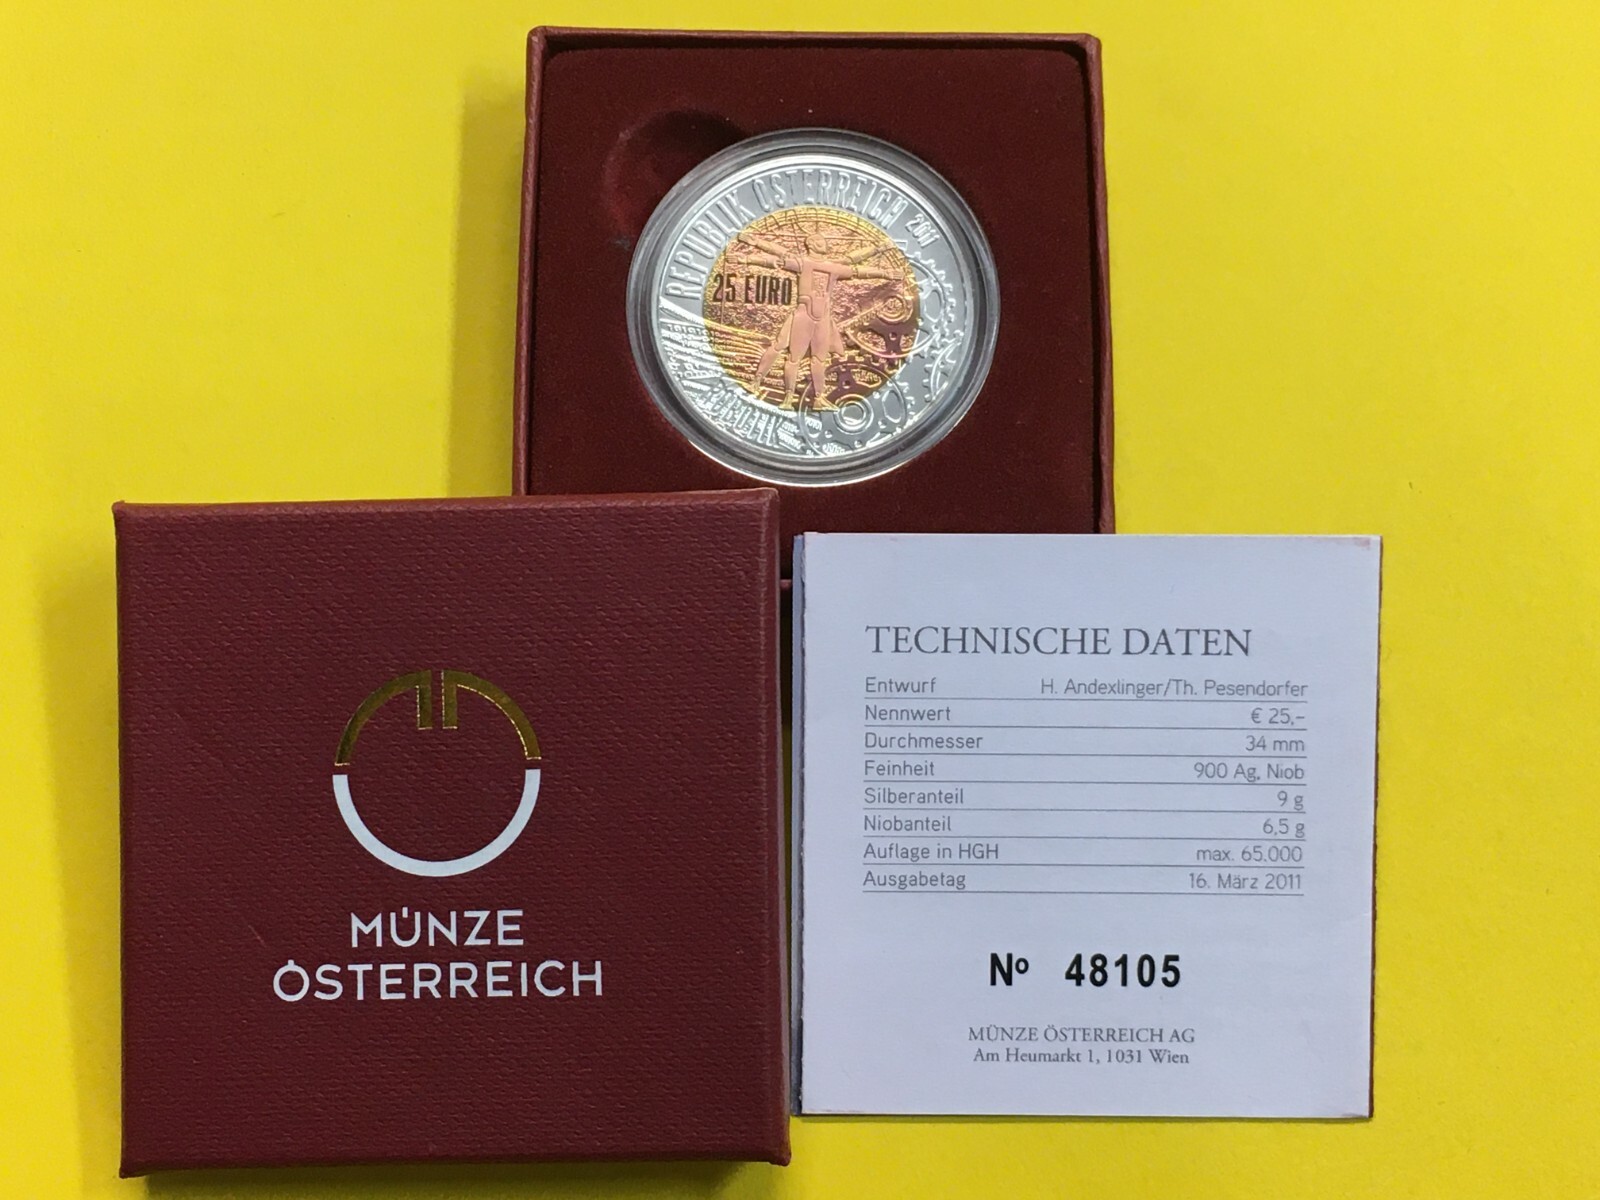 REPUBLIK ÖSTERREICH 2011
25 EURO
ROBOTIK
MÜNZE
ÖSTERREICH
TECHNISCHE DATEN
Entwurf H. Andexlinger/Th. Pesendorfer
Nennwert € 25,–
Durchmesser 34 mm
Feinheit 900 Ag, Niob
Silberanteil 9 g
Niobanteil 6,5 g
Auflage in HGH max. 65.000
Ausgabetag 16. März 2011
Nº 48105
MÜNZE ÖSTERREICH AG
Am Heumarkt 1, 1031 Wien